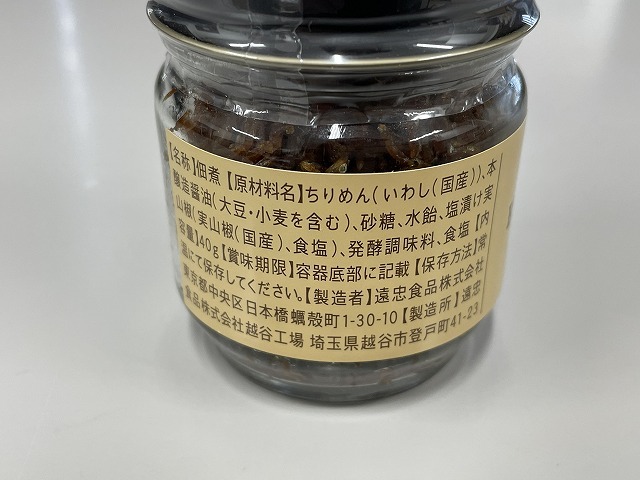 【名称】佃煮【原材料名】ちりめん(いわし(国産))、本
醸造醤油(大豆・小麦を含む)、砂糖、水飴、塩漬け実
山椒(実山椒(国産)、食塩)、発酵調味料、食塩【内
容量】40g【賞味期限】容器底部に記載【保存方法】常
温にて保存してください。【製造者】遠忠食品株式会社
東京都中央区日本橋蠣殻町1-30-10【製造所】遠忠
食品株式会社越谷工場 埼玉県越谷市登戸町41-23